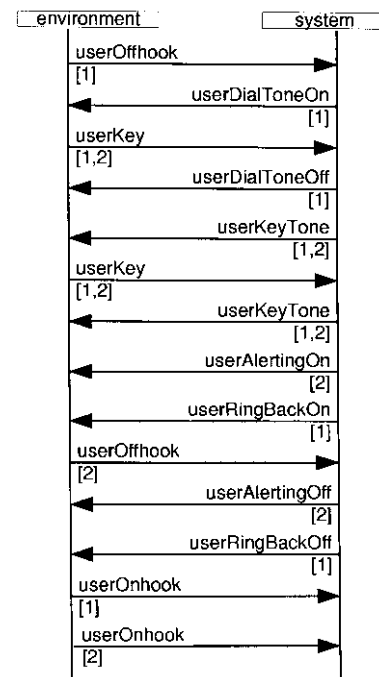 environment system
userOffhook
[1]
userDialToneOn
[1]
userKey
[1,2]
userDialToneOff
[1]
userKeyTone
[1,2]
userKey
[1,2]
userKeyTone
[1,2]
userAlertingOn
[2]
userRingBackOn
[1]
userOffhook
[2]
userAlertingOff
[2]
userRingBackOff
[1]
userOnhook
[1]
userOnhook
[2]